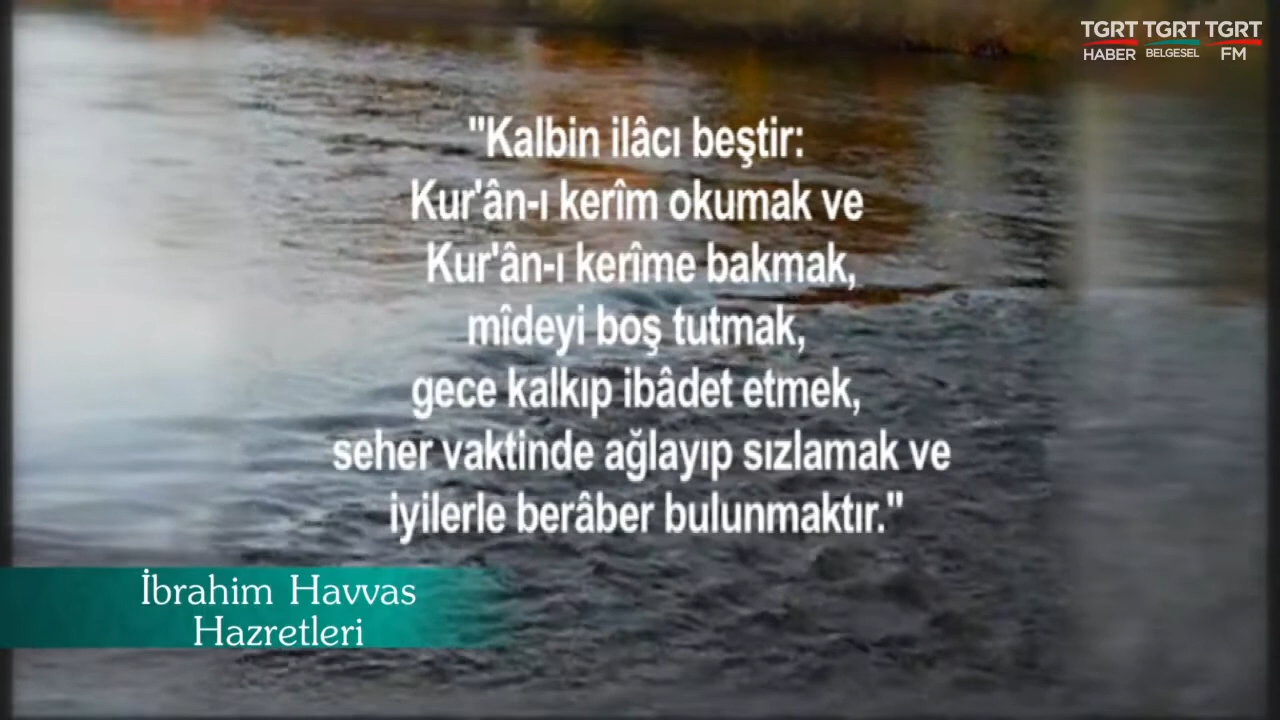 TGRT TGRT TGRT
HABER BELGESEL FM
"Kalbin ilâcı beştir:
Kur'ân-ı kerîm okumak ve
Kur'ân-ı kerîme bakmak,
mîdeyi boş tutmak,
gece kalkıp ibâdet etmek,
seher vaktinde ağlayıp sızlamak ve
iyilerle berâber bulunmaktır."
İbrahim Havvas
Hazretleri